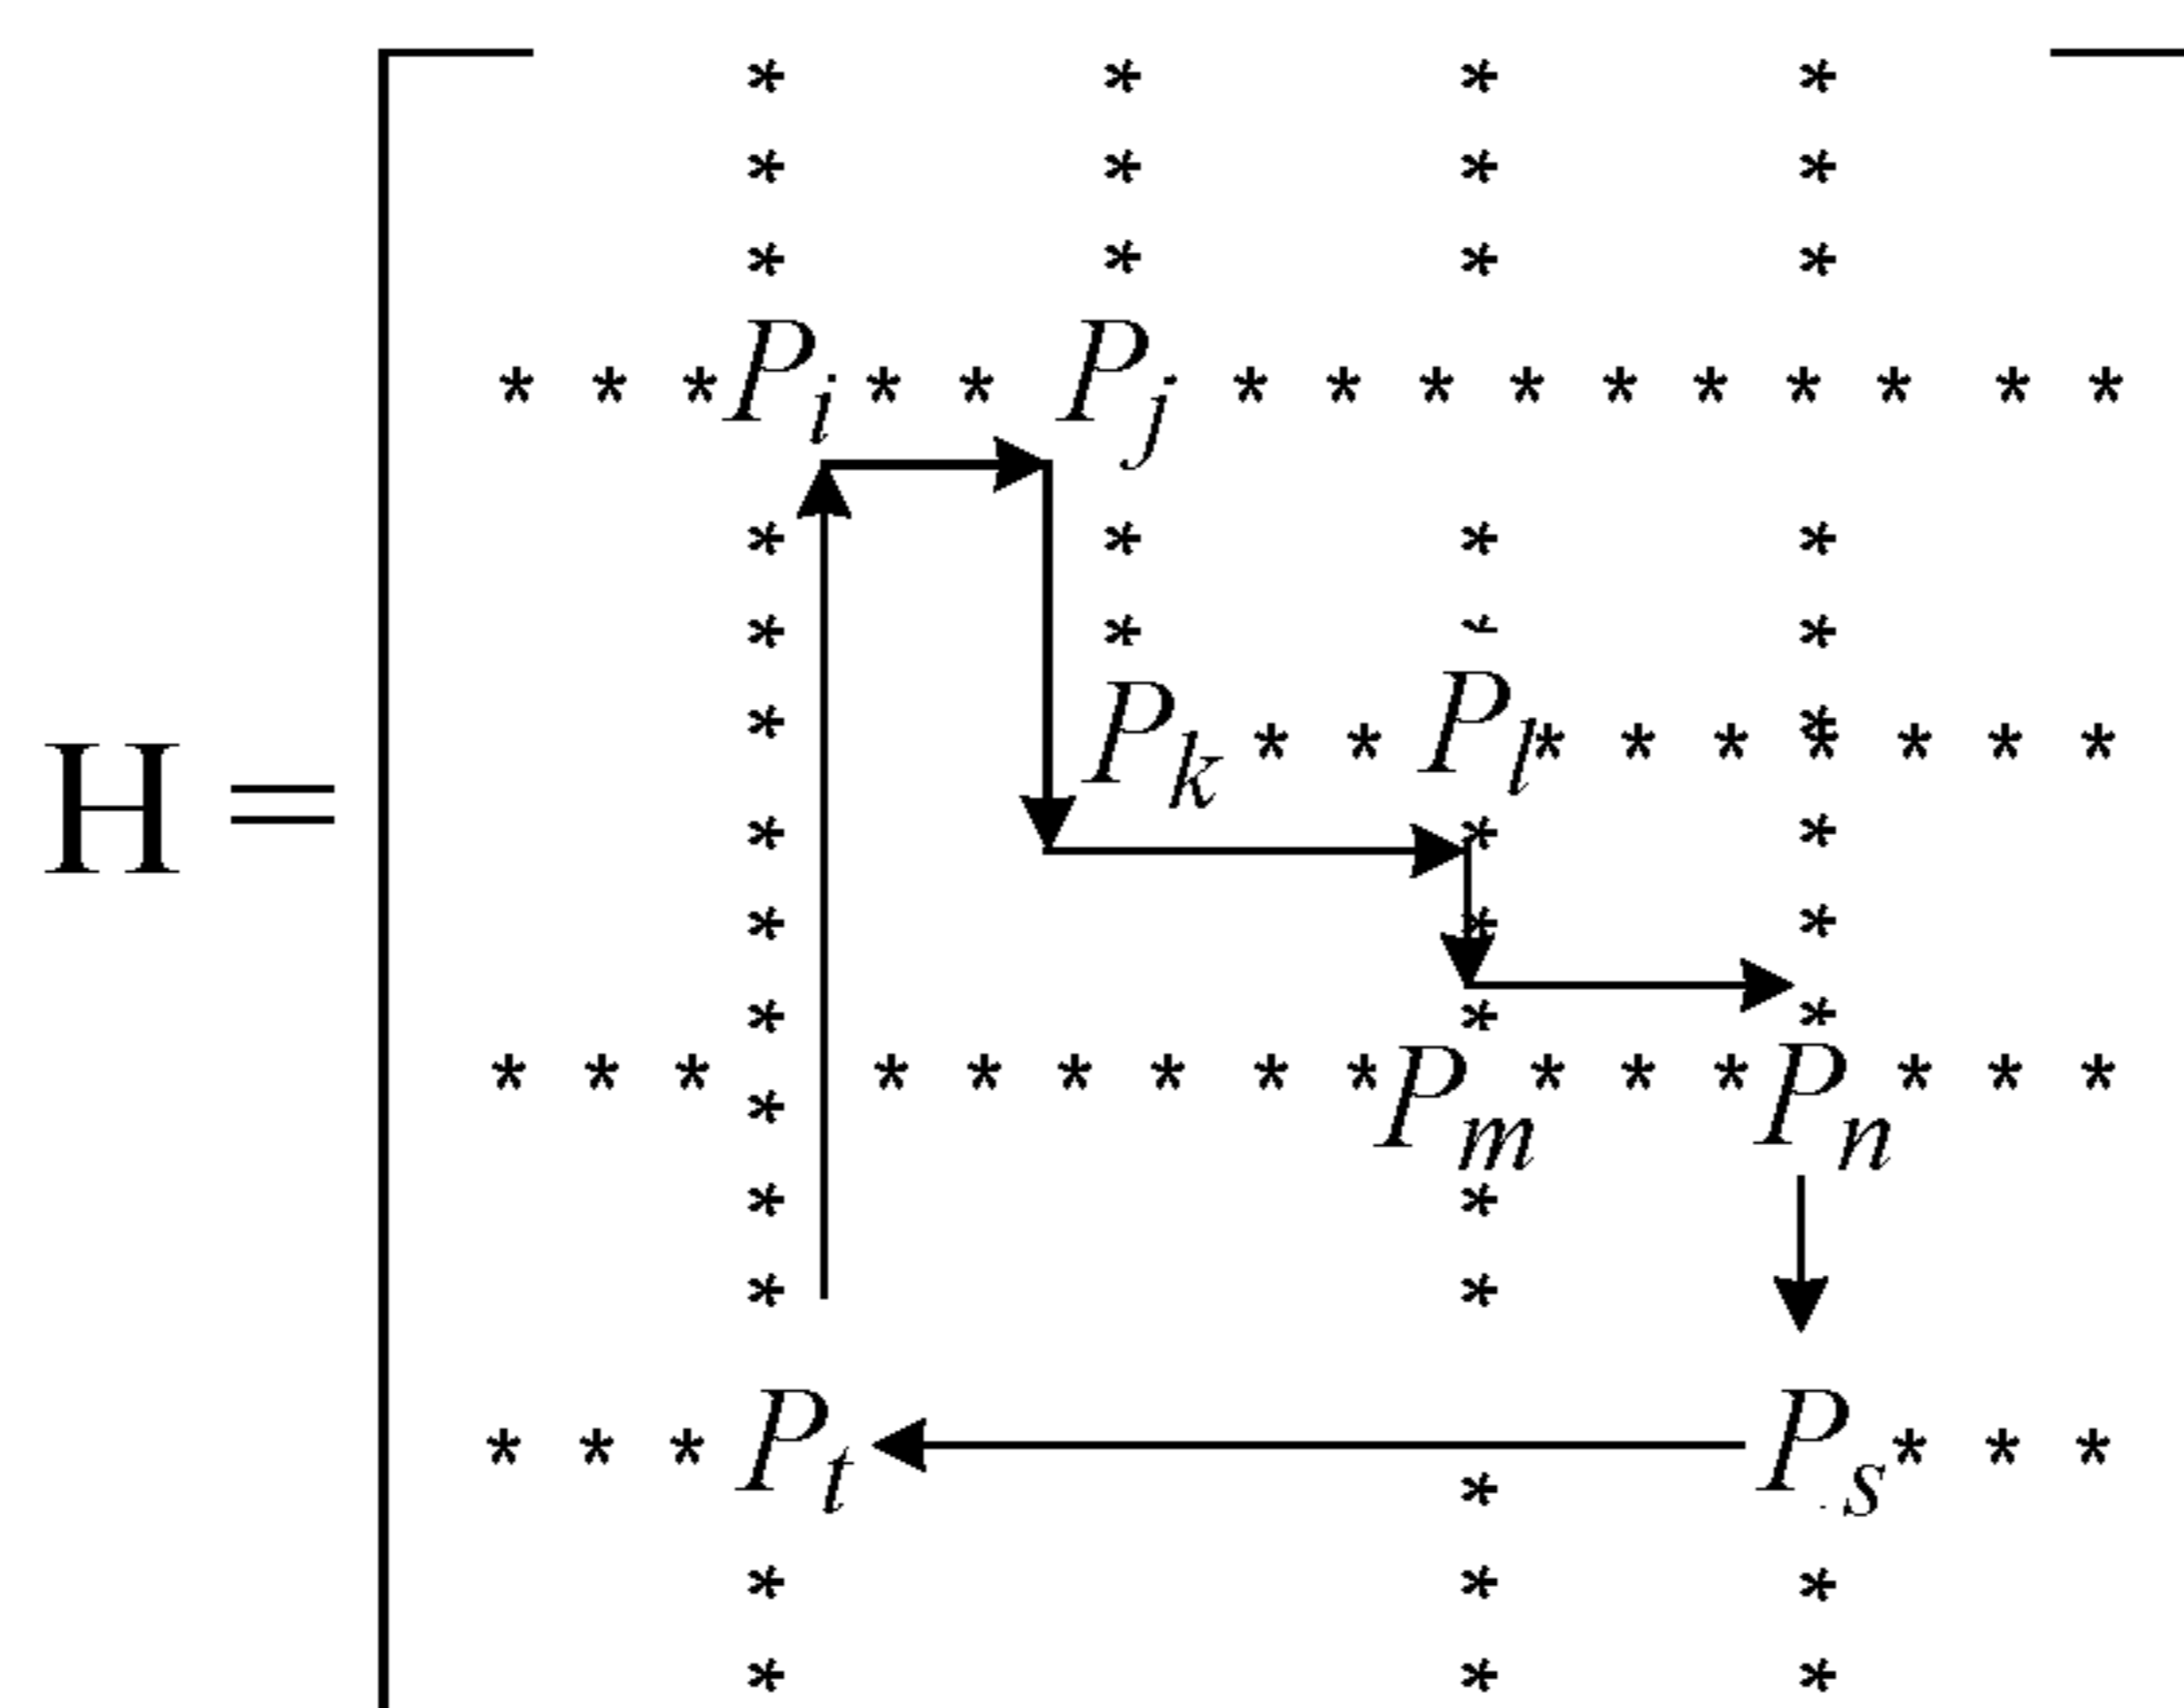 * * * *
* * * *
* * * *
* * * P_i * * P_j * * * * * * * * * *
* * * *
* * * *
* *
P_k * * P_l * * * * * * *
H =
* * *
* * *
* * *
* * * * * * * * * P_m * * * P_n * * *
*
* *
* *
* * * P_t P_s * * *
*
* * *
* * *